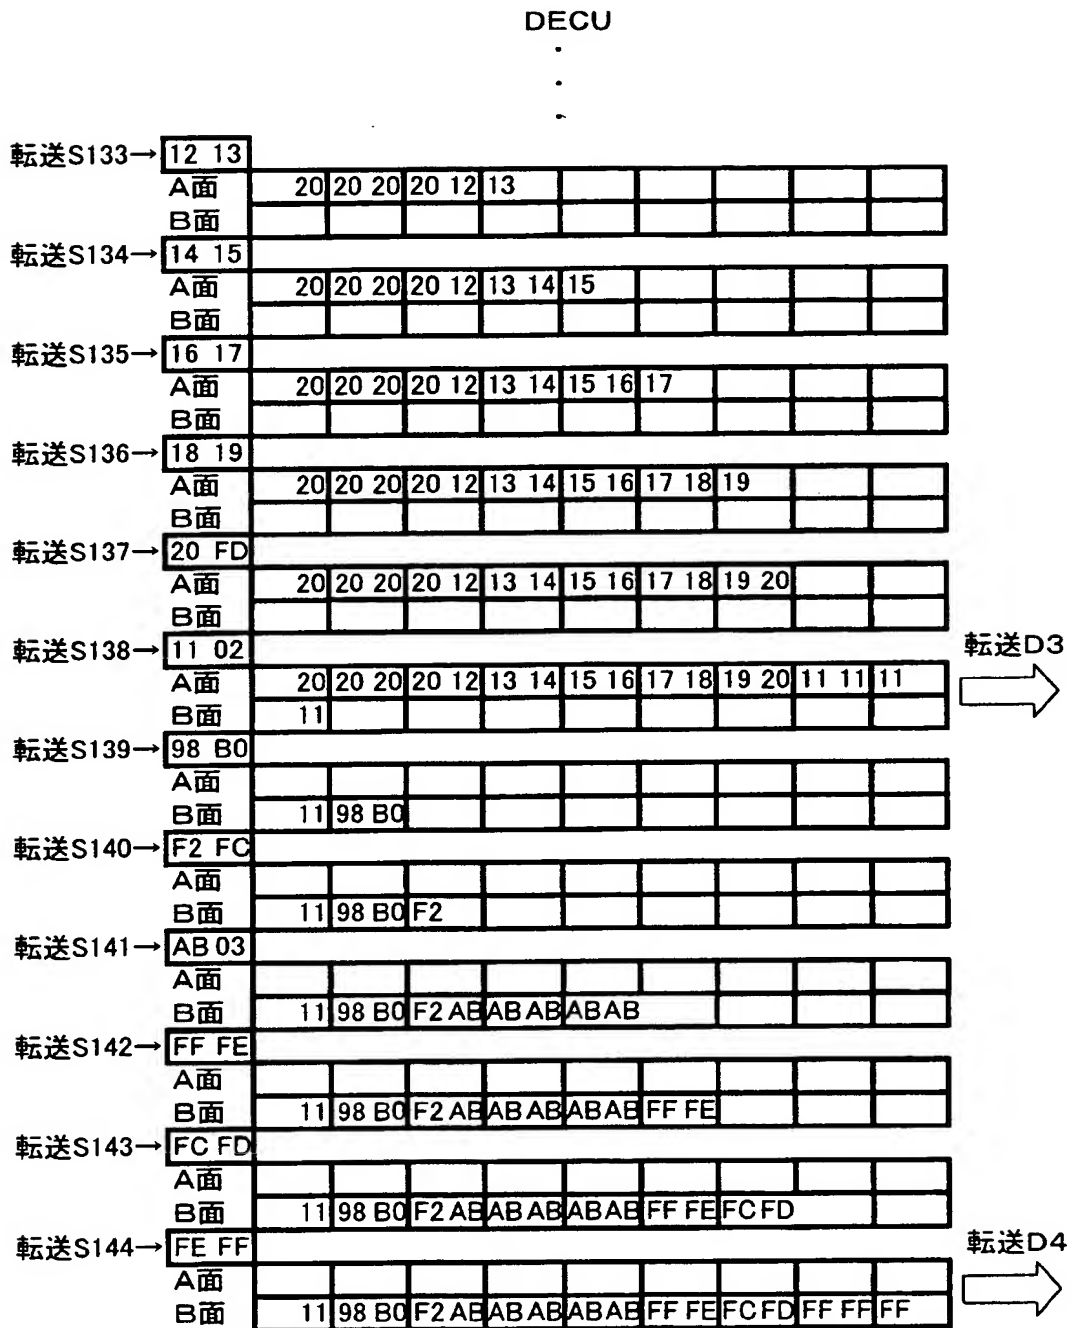 DECU
転送S133→ 12 13
A面 20 20 20 20 12 13
B面
転送S134→ 14 15
A面 20 20 20 20 12 13 14 15
B面
転送S135→ 16 17
A面 20 20 20 20 12 13 14 15 16 17
B面
転送S136→ 18 19
A面 20 20 20 20 12 13 14 15 16 17 18 19
B面
転送S137→ 20 FD
A面 20 20 20 20 12 13 14 15 16 17 18 19 20
B面
転送S138→ 11 02 転送D3
A面 20 20 20 20 12 13 14 15 16 17 18 19 20 11 11 11
B面 11
転送S139→ 98 B0
A面
B面 11 98 B0
転送S140→ F2 FC
A面
B面 11 98 B0 F2
転送S141→ AB 03
A面
B面 11 98 B0 F2 AB AB AB AB AB
転送S142→ FF FE
A面
B面 11 98 B0 F2 AB AB AB AB AB FF FE
転送S143→ FC FD
A面
B面 11 98 B0 F2 AB AB AB AB AB FF FE FC FD
転送S144→ FE FF 転送D4
A面
B面 11 98 B0 F2 AB AB AB AB AB FF FE FC FD FF FF FF